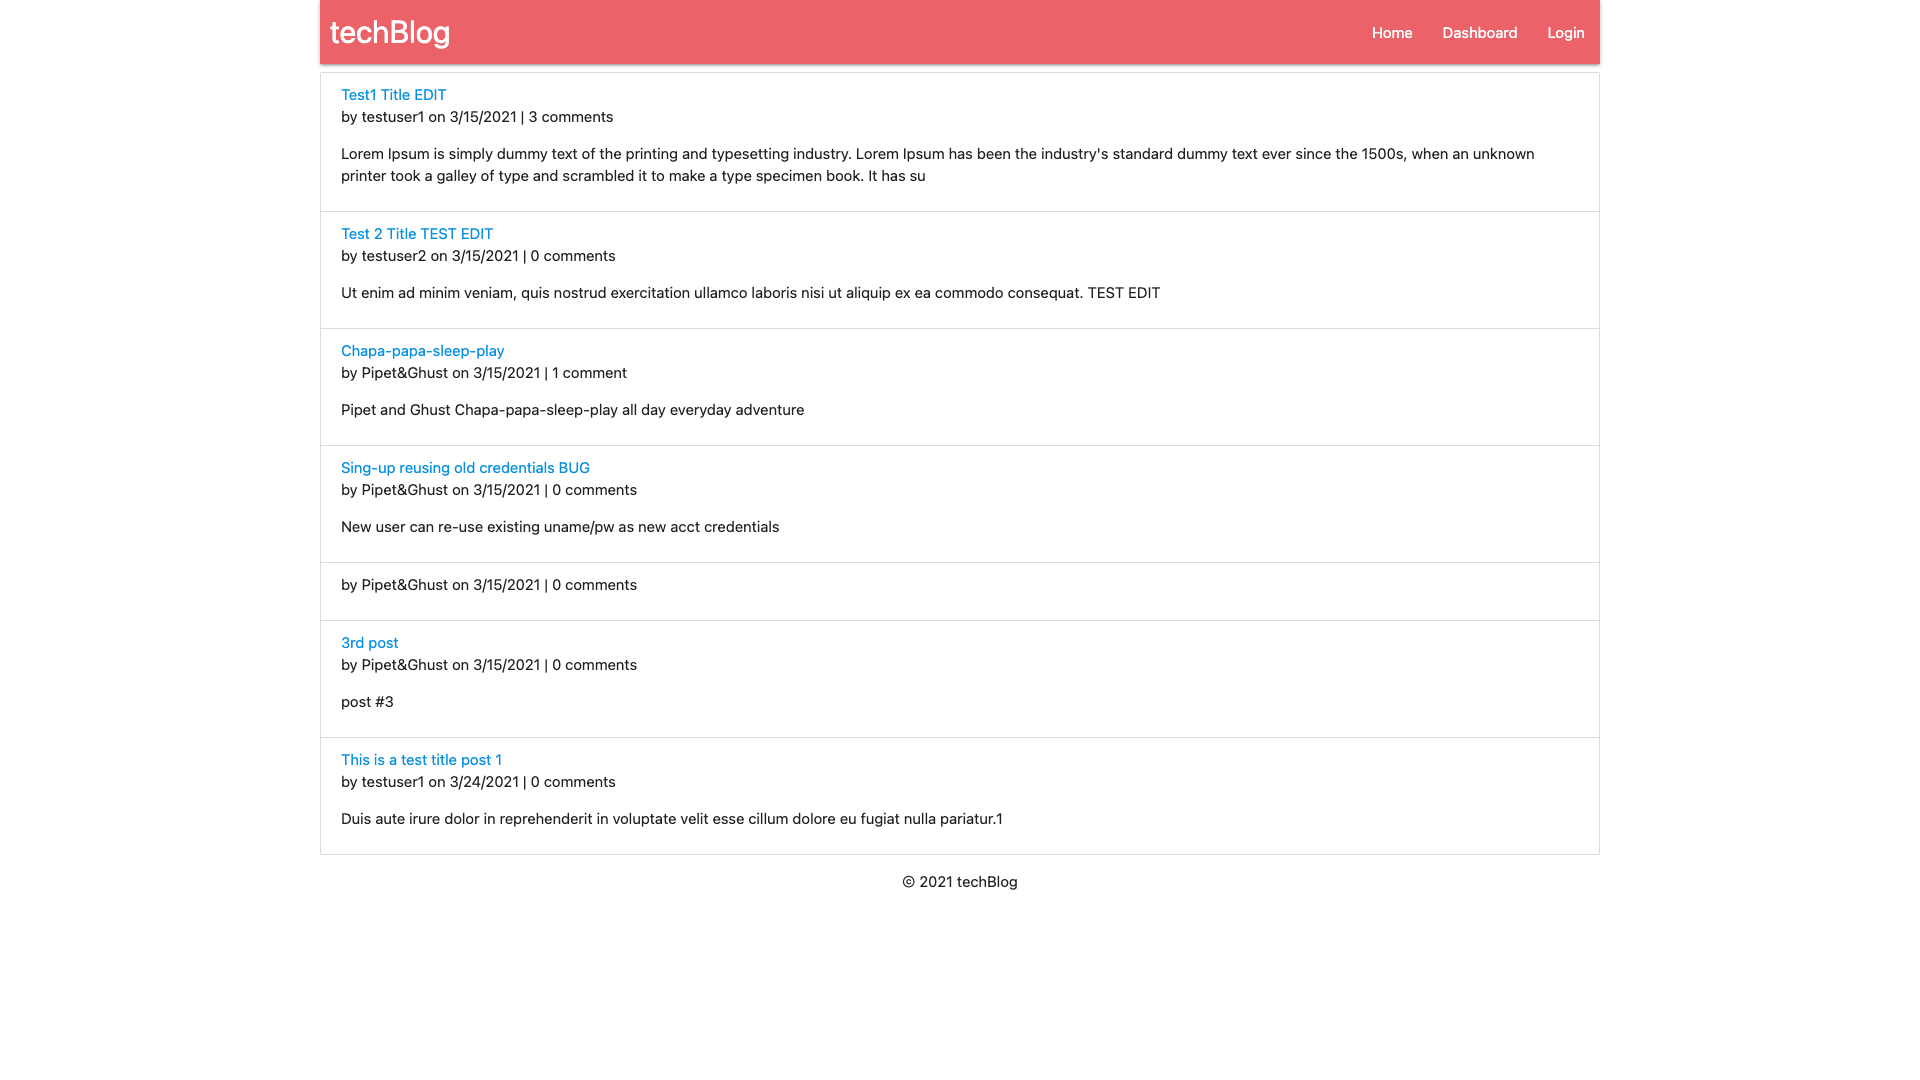 techBlog
Home Dashboard Login
Test1 Title EDIT
by testuser1 on 3/15/2021 | 3 comments
Lorem Ipsum is simply dummy text of the printing and typesetting industry. Lorem Ipsum has been the industry's standard dummy text ever since the 1500s, when an unknown
printer took a galley of type and scrambled it to make a type specimen book. It has su
Test 2 Title TEST EDIT
by testuser2 on 3/15/2021 | 0 comments
Ut enim ad minim veniam, quis nostrud exercitation ullamco laboris nisi ut aliquip ex ea commodo consequat. TEST EDIT
Chapa-papa-sleep-play
by Pipet&Ghust on 3/15/2021 | 1 comment
Pipet and Ghust Chapa-papa-sleep-play all day everyday adventure
Sing-up reusing old credentials BUG
by Pipet&Ghust on 3/15/2021 | 0 comments
New user can re-use existing uname/pw as new acct credentials
by Pipet&Ghust on 3/15/2021 | 0 comments
3rd post
by Pipet&Ghust on 3/15/2021 | 0 comments
post #3
This is a test title post 1
by testuser1 on 3/24/2021 | 0 comments
Duis aute irure dolor in reprehenderit in voluptate velit esse cillum dolore eu fugiat nulla pariatur.1
© 2021 techBlog